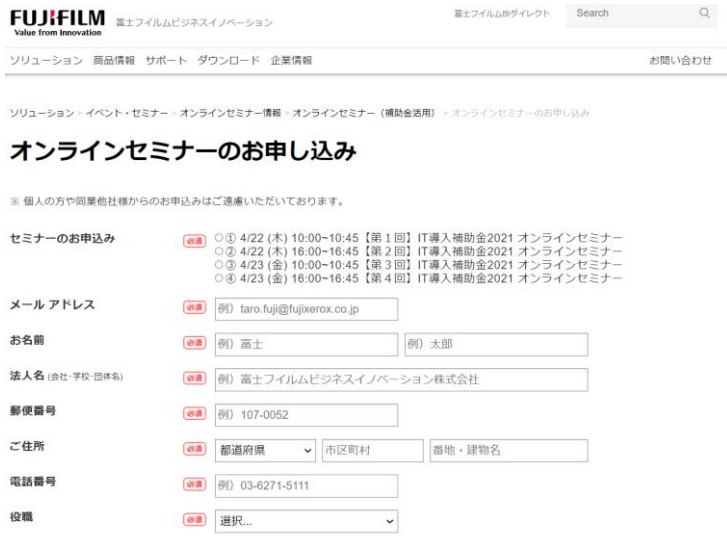 FUJIFILM
Value from Innovation
富士フイルムビジネスイノベーション
富士フイルムBIダイレクト
Search
ソリューション 商品情報 サポート ダウンロード 企業情報 お問い合わせ
ソリューション > イベント・セミナー > オンラインセミナー情報 > オンラインセミナー（補助金活用） > オンラインセミナーのお申し込み
オンラインセミナーのお申し込み
※ 個人の方や同業他社様からのお申込みはご遠慮いただいております。
セミナーのお申込み 必須 ○① 4/22 (木) 10:00~10:45【第１回】IT導入補助金2021 オンラインセミナー
○② 4/22 (木) 16:00~16:45【第２回】IT導入補助金2021 オンラインセミナー
○③ 4/23 (金) 10:00~10:45【第３回】IT導入補助金2021 オンラインセミナー
○④ 4/23 (金) 16:00~16:45【第４回】IT導入補助金2021 オンラインセミナー
メール アドレス 必須 例）taro.fuji@fujixerox.co.jp
お名前 必須 例）富士 例）太郎
法人名 (会社･学校･団体名) 必須 例）富士フイルムビジネスイノベーション株式会社
郵便番号 必須 例）107-0052
ご住所 必須 都道府県 市区町村 番地・建物名
電話番号 必須 例）03-6271-5111
役職 必須 選択...